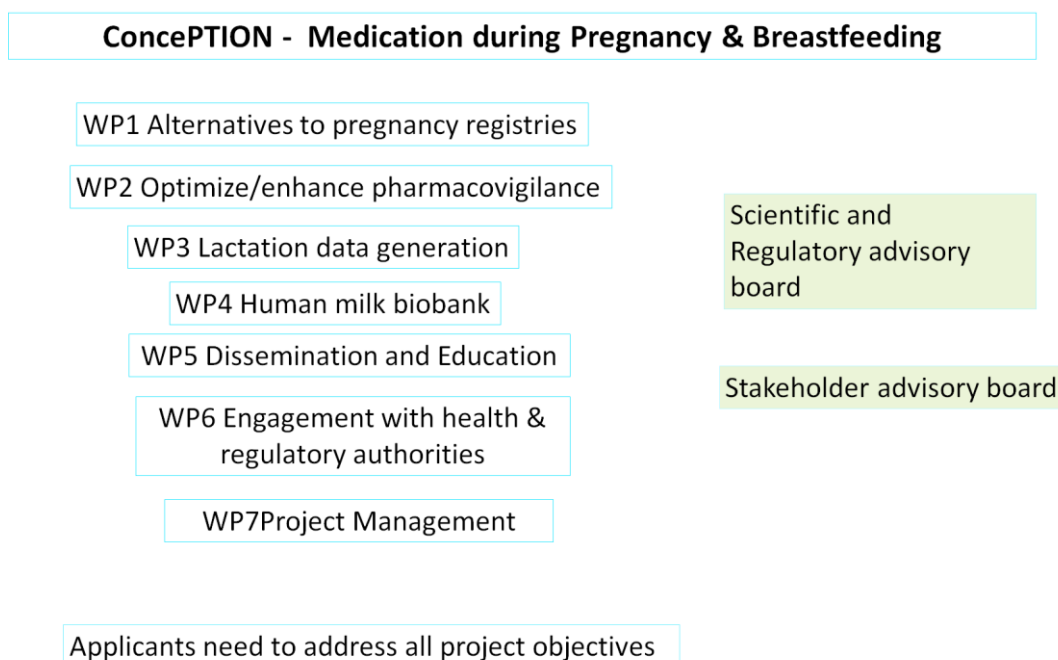 ConcePTION - Medication during Pregnancy & Breastfeeding
WP1 Alternatives to pregnancy registries
WP2 Optimize/enhance pharmacovigilance
WP3 Lactation data generation
WP4 Human milk biobank
WP5 Dissemination and Education
WP6 Engagement with health &
regulatory authorities
WP7Project Management
Scientific and
Regulatory advisory
board
Stakeholder advisory board
Applicants need to address all project objectives